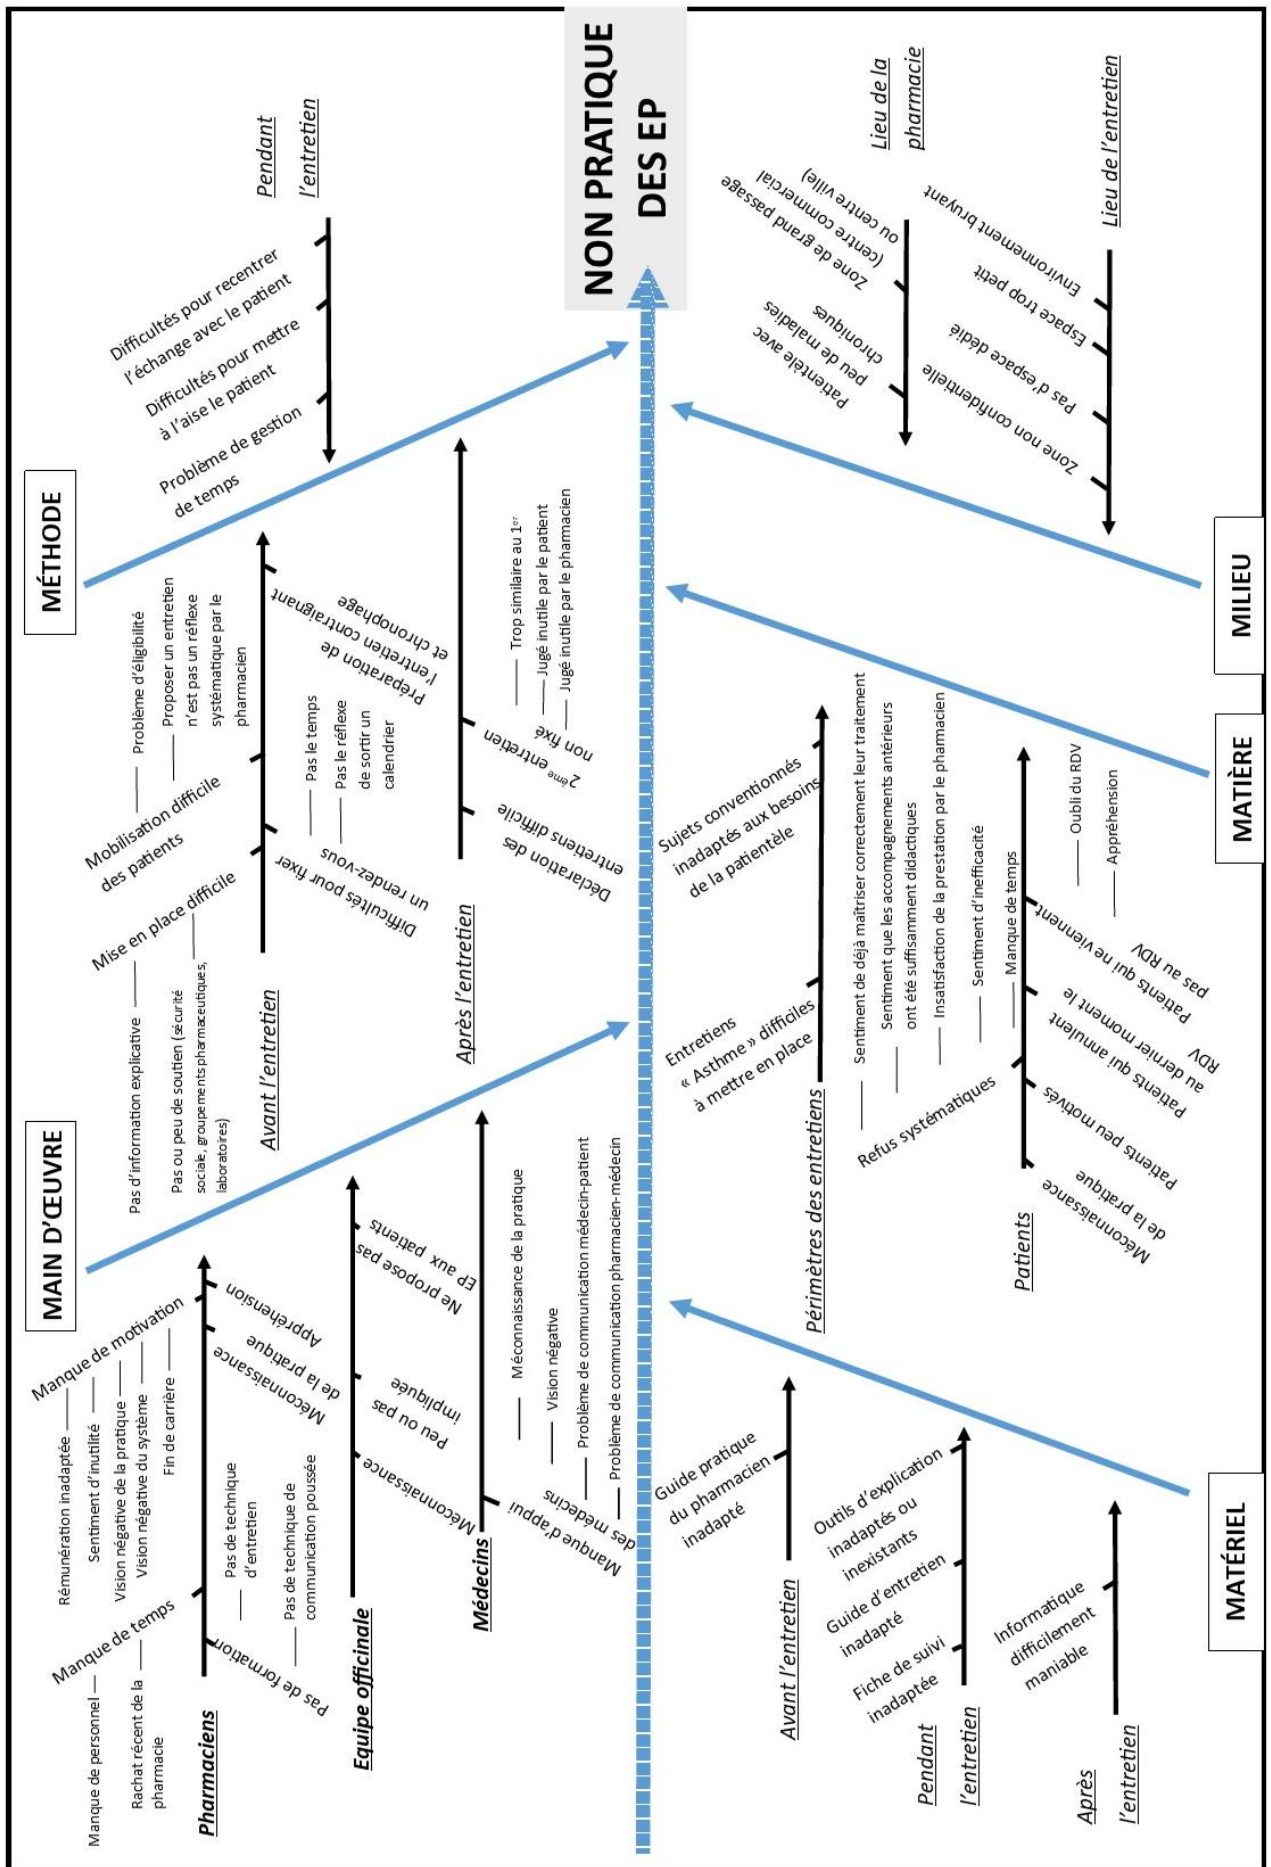 MAIN D'ŒUVRE
Manque de temps
Manque de personnel
Rachat récent de la
pharmacie
Manque de motivation
Rémunération inadaptée
Sentiment d'inutilité
Vision négative de la pratique
Vision négative du système
Fin de carrière
Pharmaciens
Pas de formation
Pas de technique
d'entretien
Pas de technique de
communication poussée
Méconnaissance
de la pratique
Appréhension
Equipe officinale
Méconnaissance
Peu ou pas
impliquée
Ne propose pas
EP aux patients
Médecins
Manque d'appui
des médecins
Méconnaissance de la pratique
Vision négative
Problème de communication médecin-patient
Problème de communication pharmacien-médecin
MÉTHODE
Mise en place difficile
Pas d'information explicative
Pas ou peu de soutien (sécurité
sociale, groupements pharmaceutiques,
laboratoires)
Mobilisation difficile
des patients
Problème d'éligibilité
Proposer un entretien
n'est pas un réflexe
systématique par le
pharmacien
Avant l'entretien
Difficultés pour fixer
un rendez-vous
Pas le temps
Pas le réflexe
de sortir un
calendrier
Préparation de
l'entretien contraignant
et chronophage
Après l'entretien
Déclaration des
entretiens difficile
2ème entretien
non fixé
Trop similaire au 1er
Jugé inutile par le patient
Jugé inutile par le pharmacien
Problème de gestion
de temps
Difficultés pour mettre
à l'aise le patient
Difficultés pour recentrer
l'échange avec le patient
Pendant
l'entretien
NON PRATIQUE
DES EP
Guide pratique
du pharmacien
inadapté
Avant l'entretien
Fiche de suivi
inadaptée
Guide d'entretien
inadapté
Outils d'explication
inadaptés ou
inexistants
Pendant
l'entretien
Informatique
difficilement
maniable
Après
l'entretien
MATÉRIEL
Entretiens
« Asthme » difficiles
à mettre en place
Sujets conventionnés
inadaptés aux besoins
de la patientèle
Périmètres des entretiens
Refus systématiques
Sentiment de déjà maîtriser correctement leur traitement
Sentiment que les accompagnements antérieurs
ont été suffisamment didactiques
Insatisfaction de la prestation par le pharmacien
Sentiment d'inefficacité
Manque de temps
Patients
Méconnaissance
de la pratique
Patients peu motivés
Patients qui annulent
au dernier moment le
RDV
Patients qui ne viennent
pas au RDV
Oubli du RDV
Appréhension
MATIÈRE
Patientèle avec
peu de maladies
chroniques
Zone de grand passage
(centre commercial
ou centre ville)
Lieu de la
pharmacie
Zone non confidentielle
Pas d'espace dédié
Espace trop petit
Environnement bruyant
Lieu de l'entretien
MILIEU